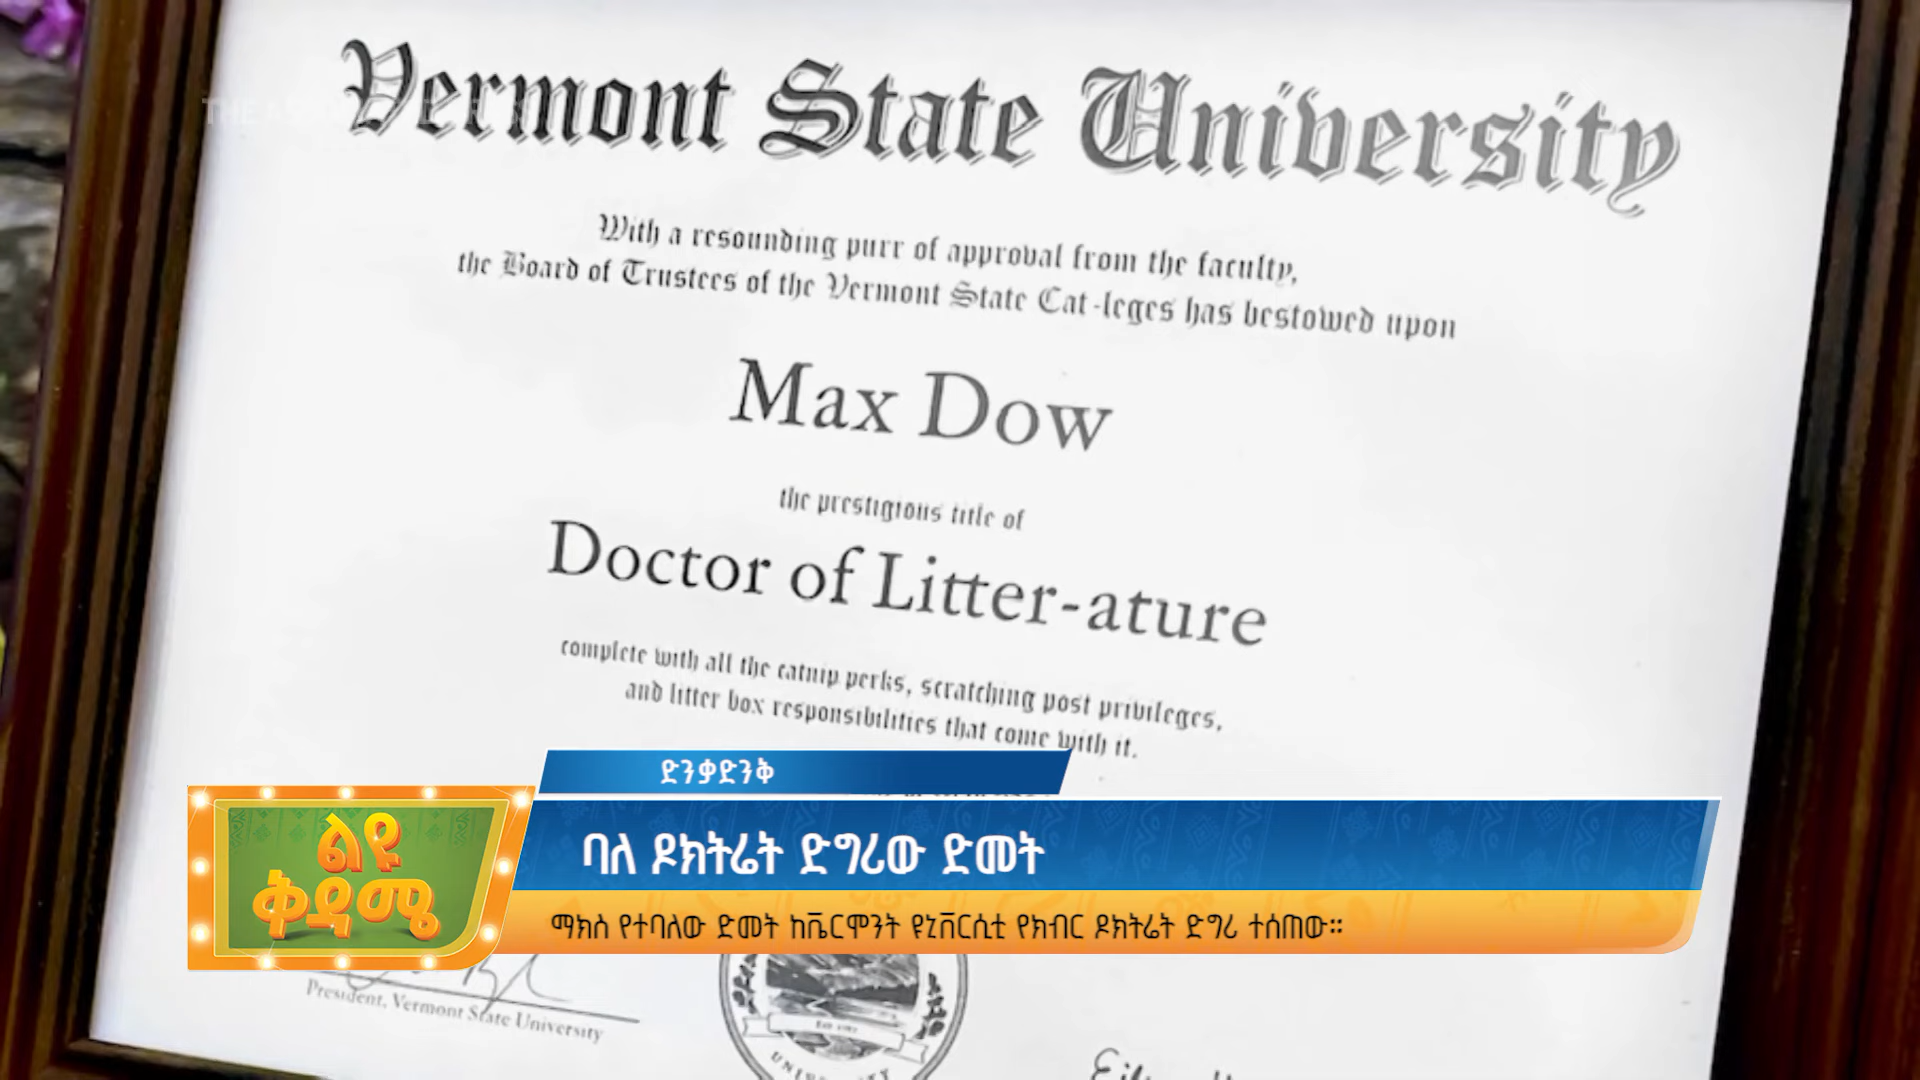 Vermont State University
With a resounding purr of approval from the faculty,
the Board of Trustees of the Vermont State Cat-leges has bestowed upon
Max Dow
the prestigious title of
Doctor of Litter-ature
complete with all the catnip perks, scratching post privileges,
and litter box responsibilities that come with it.
ድንቃድንቅ
ልዩ
ቅዳሜ
ባለ ዶክትሬት ድግሪው ድመት
ማክስ የተባለው ድመት ከቬርሞንት ዩኒቨርሲቲ የክብር ዶክትሬት ድግሪ ተሰጠው።
President, Vermont State University